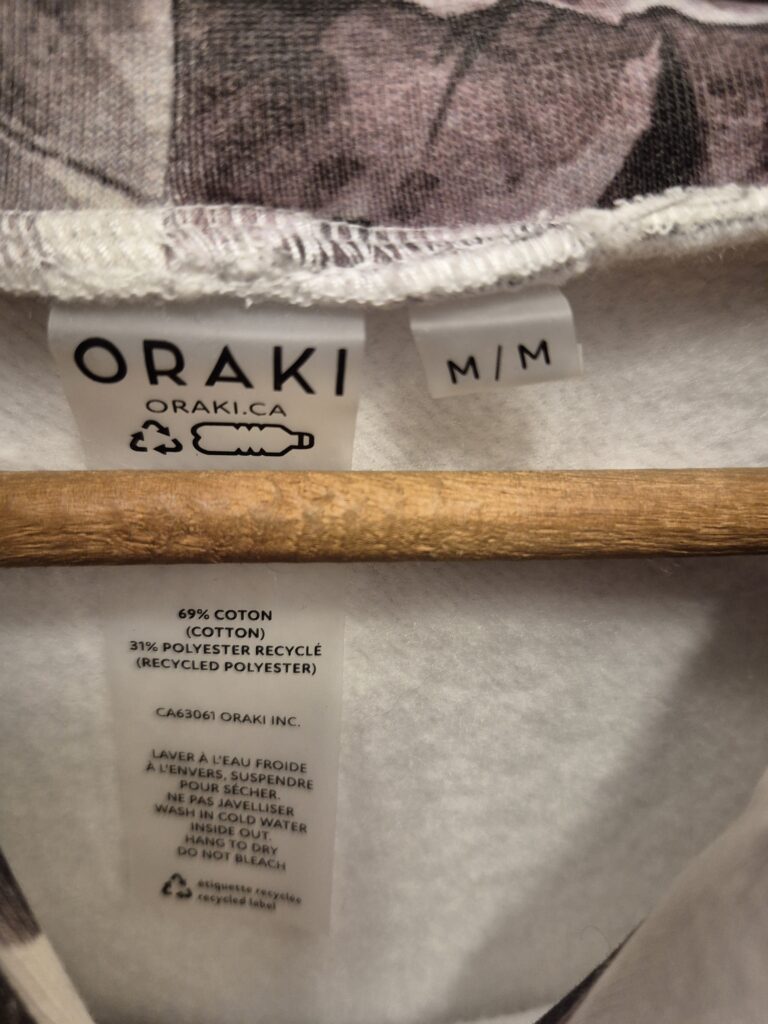 ORAKI
ORAKI.CA
M/M
69% COTON
(COTTON)
31% POLYESTER RECYCLÉ
(RECYCLED POLYESTER)
CA63061 ORAKI INC.
LAVER À L'EAU FROIDE
À L'ENVERS, SUSPENDRE
POUR SÉCHER.
NE PAS JAVELLISER
WASH IN COLD WATER
INSIDE OUT.
HANG TO DRY
DO NOT BLEACH
étiquette recyclée
recycled label